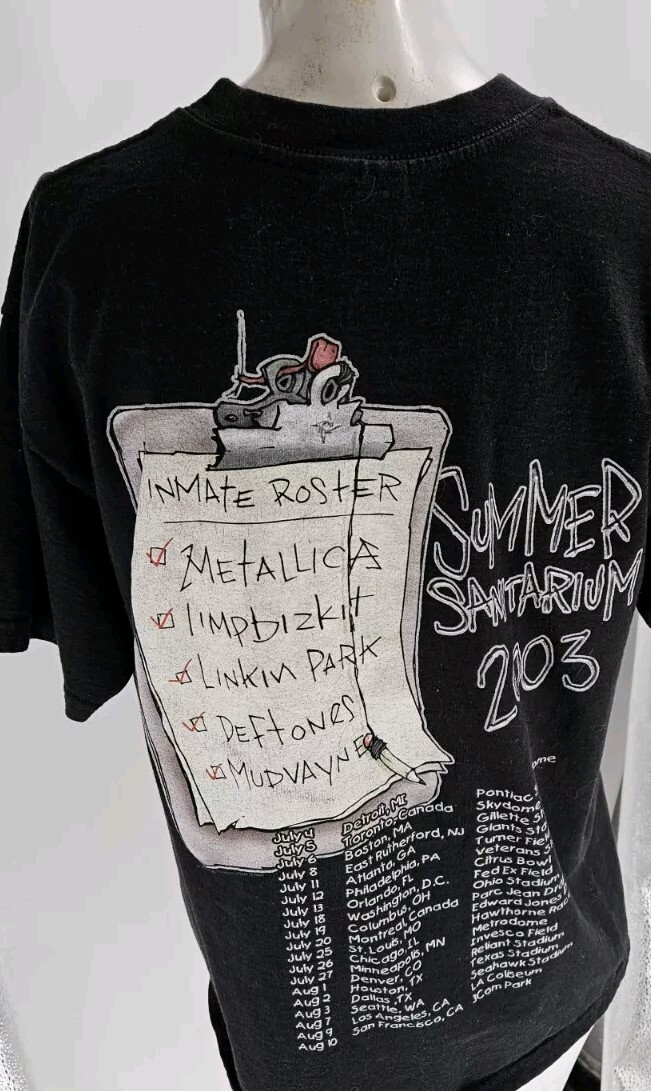 INMATE ROSTER
METALLICA
limpbizkit
LINKIN PARK
DEFTONES
MUDVAYNE
SUMMER
SANITARIUM
2003
July 4 Detroit, MI Pontiac
July 5 Toronto, Canada Skydome
July 6 Boston, MA Gillette
July 8 East Rutherford, NJ Giants
July 11 Atlanta, GA Turner
July 12 Philadelphia, PA Veterans
July 13 Orlando, FL Citrus Bowl
July 18 Washington, D.C. Fed Ex Field
July 19 Columbus, OH Ohio Stadium
July 20 Montreal, Canada Parc Jean
July 25 St. Louis, MO Edward Jones
July 26 Chicago, IL Hawthorne
July 27 Minneapolis, MN Metrodome
Aug 1 Denver, CO Invesco Field
Aug 2 Houston, TX Reliant Stadium
Aug 3 Dallas, TX Texas Stadium
Aug 7 Seattle, WA Seahawk Stadium
Aug 9 Los Angeles, CA LA Coliseum
Aug 10 San Francisco, CA 3Com Park